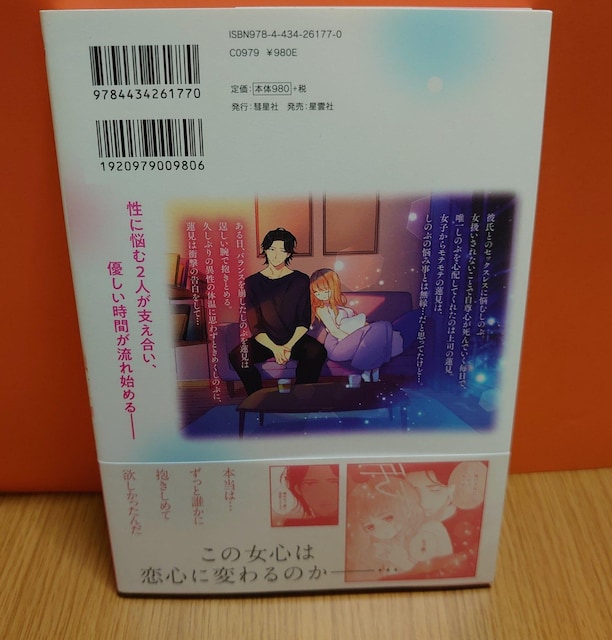 ISBN978-4-434-26177-0
C0979 ¥980E
9784434261770
定価：本体980+税
発行：彗星社 発売：星雲社
1920979009806
性に悩む2人が支え合い、
優しい時間が流れ始める――
彼氏とのセックスレスに悩むしのぶ。
女扱いされないことで自尊心が死んでいく毎日で、
唯一しのぶを心配してくれたのは上司の蓮見。
女子からモテモテの蓮見は、
しのぶの悩み事とは無縁…だと思ってたけど…
ある日、バランスを崩したしのぶを蓮見は
逞しい腕で抱きとめる。
久しぶりの異性の体温に思わずときめくしのぶに、
蓮見は衝撃の告白をして…
本当は…
ずっと誰かに
抱きしめて
欲しかったんだ
この女心は
恋心に変わるのか――…